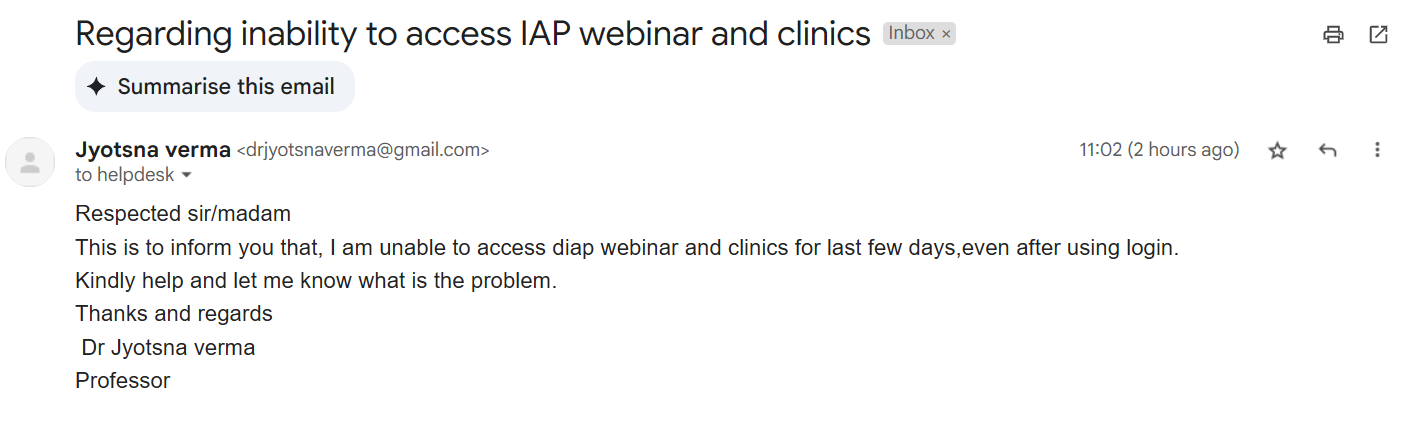 Regarding inability to access IAP webinar and clinics Inbox ×
Summarise this email
Jyotsna verma <drjyotsnaverma@gmail.com> 11:02 (2 hours ago)
to helpdesk
Respected sir/madam
This is to inform you that, I am unable to access diap webinar and clinics for last few days,even after using login.
Kindly help and let me know what is the problem.
Thanks and regards
Dr Jyotsna verma
Professor